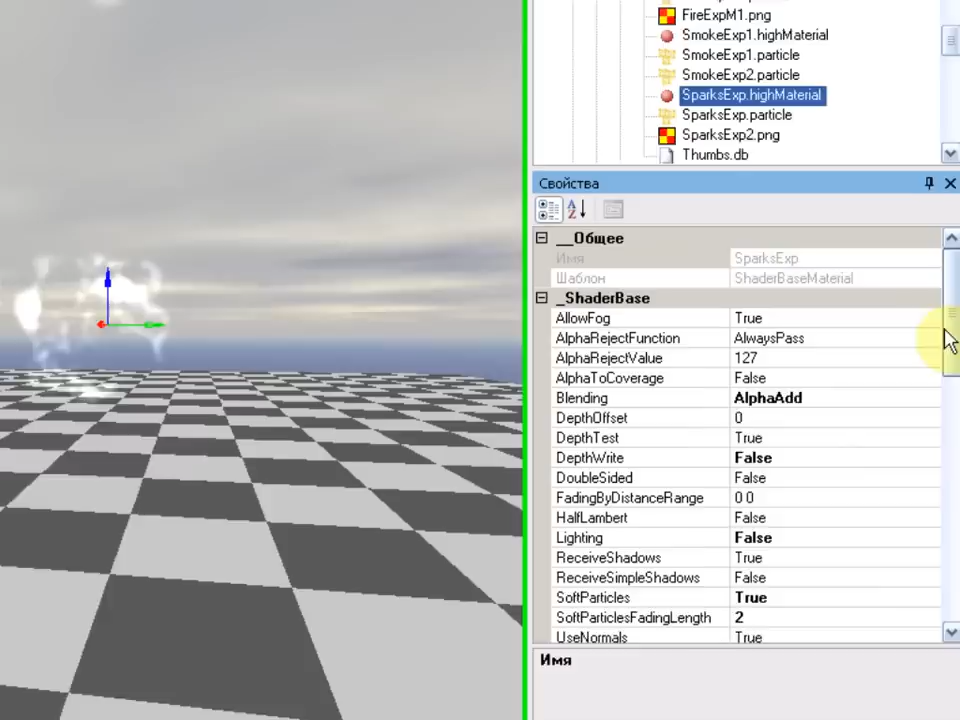 FireExpM1.png
SmokeExp1.highMaterial
SmokeExp1.particle
SmokeExp2.particle
SparksExp.highMaterial
SparksExp.particle
SparksExp2.png
Thumbs.db
Свойства
__Общее
Имя SparksExp
Шаблон ShaderBaseMaterial
_ShaderBase
AllowFog True
AlphaRejectFunction AlwaysPass
AlphaRejectValue 127
AlphaToCoverage False
Blending AlphaAdd
DepthOffset 0
DepthTest True
DepthWrite False
DoubleSided False
FadingByDistanceRange 0 0
HalfLambert False
Lighting False
ReceiveShadows True
ReceiveSimpleShadows False
SoftParticles True
SoftParticlesFadingLength 2
UseNormals True
Имя